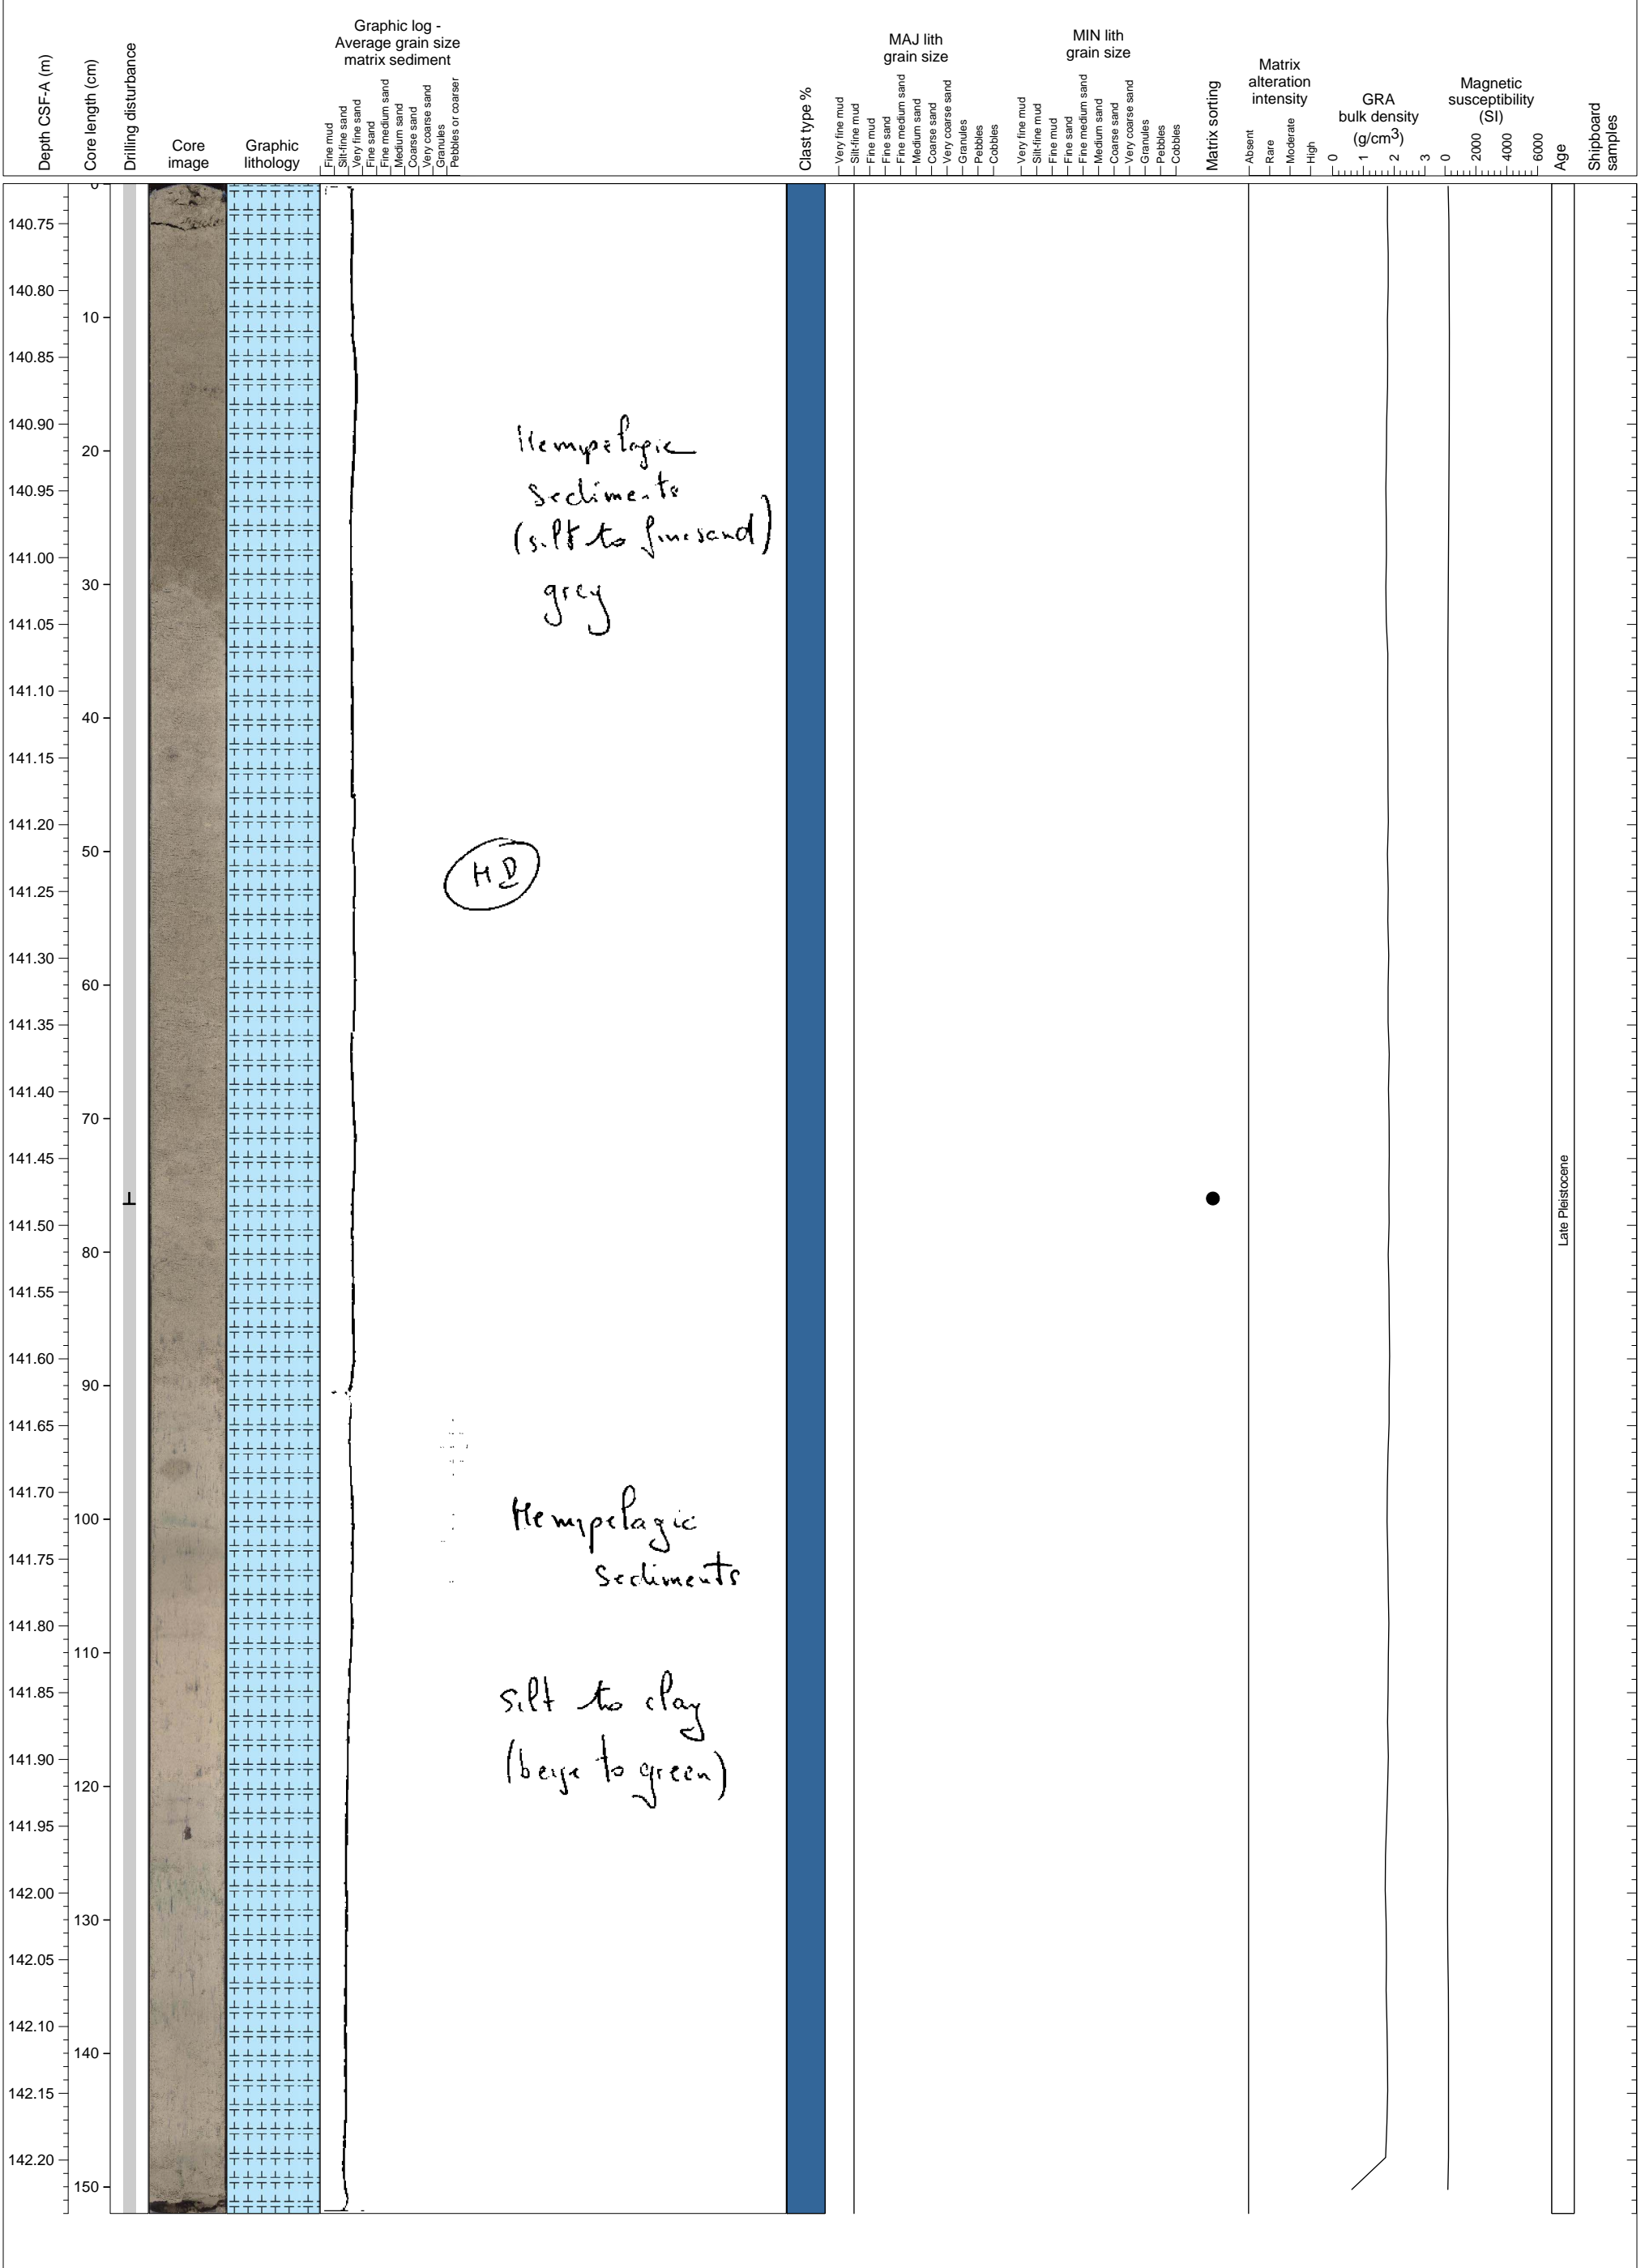 Graphic log -
Average grain size
matrix sediment
MAJ lith
grain size
MIN lith
grain size
Matrix
alteration
intensity
GRA
bulk density
(g/cm3)
Magnetic
susceptibility
(SI)
Depth CSF-A (m)
Core length (cm)
Drilling disturbance
Core
image
Graphic
lithology
Fine mud
Silt-fine sand
Very fine sand
Fine sand
Fine medium sand
Medium sand
Coarse sand
Very coarse sand
Granules
Pebbles or coarser
Clast type %
Very fine mud
Silt-fine mud
Fine mud
Fine sand
Fine medium sand
Medium sand
Coarse sand
Very coarse sand
Granules
Pebbles
Cobbles
Very fine mud
Silt-fine mud
Fine mud
Fine sand
Fine medium sand
Medium sand
Coarse sand
Very coarse sand
Granules
Pebbles
Cobbles
Matrix sorting
Absent
Rare
Moderate
High
0 1 2 3
0 2000 4000 6000
Age
Shipboard
samples
0
140.75
140.80
10
140.85
140.90
20
140.95
141.00
30
141.05
141.10
40
141.15
141.20
50
141.25
141.30
60
141.35
141.40
70
141.45
141.50
80
141.55
141.60
90
141.65
141.70
100
141.75
141.80
110
141.85
141.90
120
141.95
142.00
130
142.05
142.10
140
142.15
142.20
150
Hemipelagic
Sediments
(silt to fine sand)
grey
HD
Hemipelagic
Sediments
silt to clay
(beige to green)
Late Pleistocene